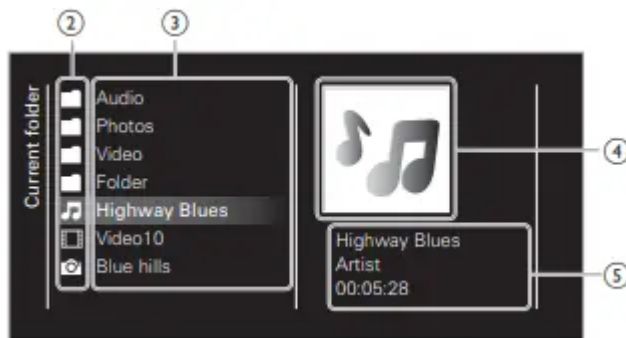 ② ③
Current folder
Audio
Photos
Video
Folder
Highway Blues
Video10
Blue hills
④
Highway Blues
Artist
00:05:28
⑤